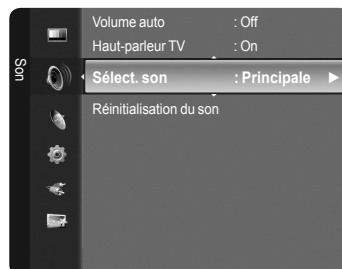 Son
Volume auto : Off
Haut-parleur TV : On
Sélect. son : Principale ►
Réinitialisation du son